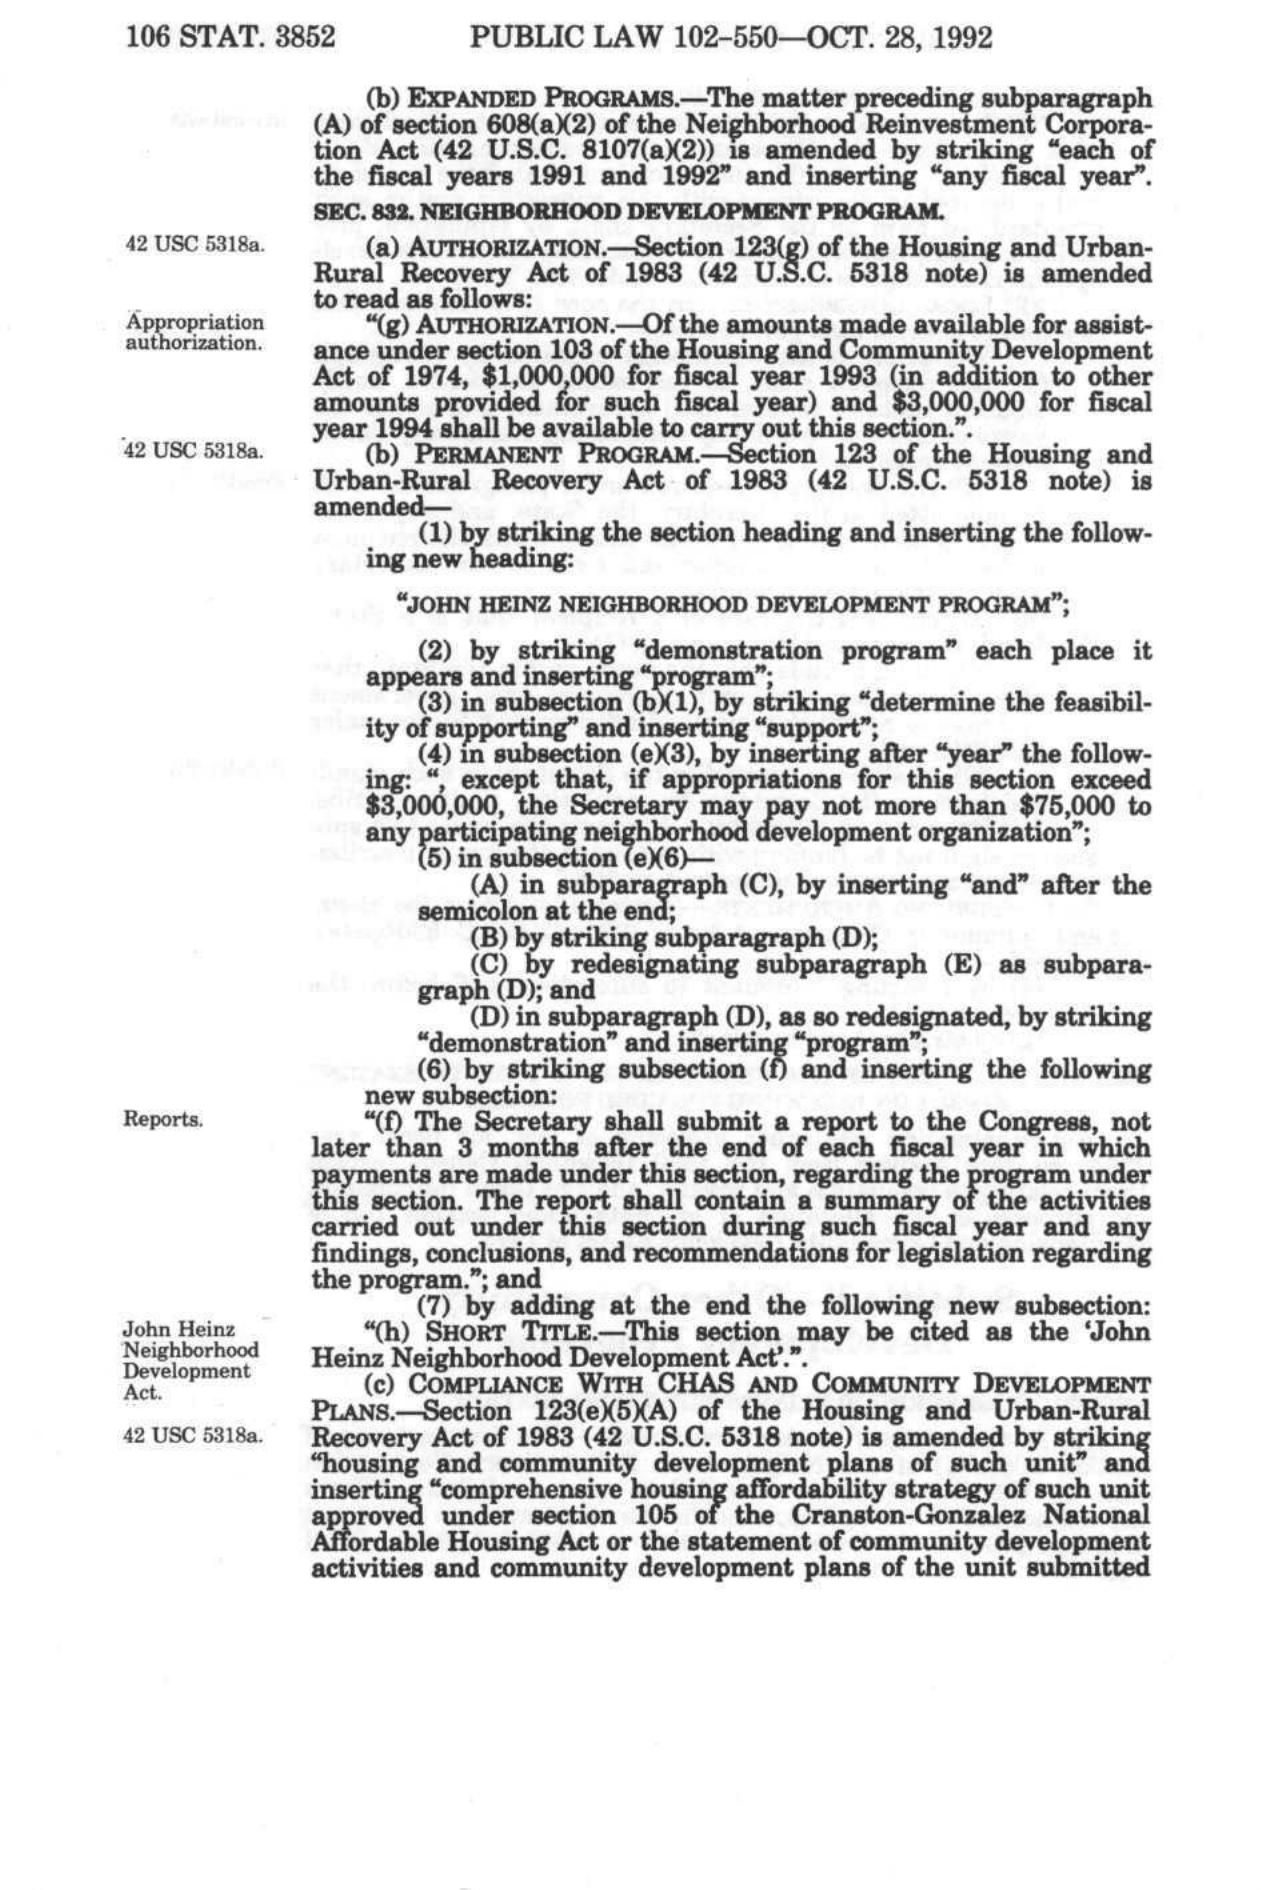 106 STAT. 3852 PUBLIC LAW 102-550—OCT. 28, 1992
(b) EXPANDED PROGRAMS.—The matter preceding subparagraph
(A) of section 608(a)(2) of the Neighborhood Reinvestment Corpora-
tion Act (42 U.S.C. 8107(a)(2)) is amended by striking “each of
the fiscal years 1991 and 1992” and inserting “any fiscal year”.
SEC. 832. NEIGHBORHOOD DEVELOPMENT PROGRAM.
42 USC 5318a.
(a) AUTHORIZATION.—Section 123(g) of the Housing and Urban-
Rural Recovery Act of 1983 (42 U.S.C. 5318 note) is amended
to read as follows:
Appropriation
authorization.
“(g) AUTHORIZATION.—Of the amounts made available for assist-
ance under section 103 of the Housing and Community Development
Act of 1974, $1,000,000 for fiscal year 1993 (in addition to other
amounts provided for such fiscal year) and $3,000,000 for fiscal
year 1994 shall be available to carry out this section.”.
42 USC 5318a.
(b) PERMANENT PROGRAM.—Section 123 of the Housing and
Urban-Rural Recovery Act of 1983 (42 U.S.C. 5318 note) is
amended—
(1) by striking the section heading and inserting the follow-
ing new heading:
“JOHN HEINZ NEIGHBORHOOD DEVELOPMENT PROGRAM”;
(2) by striking “demonstration program” each place it
appears and inserting “program”;
(3) in subsection (b)(1), by striking “determine the feasibil-
ity of supporting” and inserting “support”;
(4) in subsection (e)(3), by inserting after “year” the follow-
ing: “, except that, if appropriations for this section exceed
$3,000,000, the Secretary may pay not more than $75,000 to
any participating neighborhood development organization”;
(5) in subsection (e)(6)—
(A) in subparagraph (C), by inserting “and” after the
semicolon at the end;
(B) by striking subparagraph (D);
(C) by redesignating subparagraph (E) as subpara-
graph (D); and
(D) in subparagraph (D), as so redesignated, by striking
“demonstration” and inserting “program”;
(6) by striking subsection (f) and inserting the following
new subsection:
Reports.
“(f) The Secretary shall submit a report to the Congress, not
later than 3 months after the end of each fiscal year in which
payments are made under this section, regarding the program under
this section. The report shall contain a summary of the activities
carried out under this section during such fiscal year and any
findings, conclusions, and recommendations for legislation regarding
the program.”; and
(7) by adding at the end the following new subsection:
John Heinz
Neighborhood
Development
Act.
“(h) SHORT TITLE.—This section may be cited as the ‘John
Heinz Neighborhood Development Act’.”.
(c) COMPLIANCE WITH CHAS AND COMMUNITY DEVELOPMENT
PLANS.—Section 123(e)(5)(A) of the Housing and Urban-Rural
42 USC 5318a.
Recovery Act of 1983 (42 U.S.C. 5318 note) is amended by striking
“housing and community development plans of such unit” and
inserting “comprehensive housing affordability strategy of such unit
approved under section 105 of the Cranston-Gonzalez National
Affordable Housing Act or the statement of community development
activities and community development plans of the unit submitted